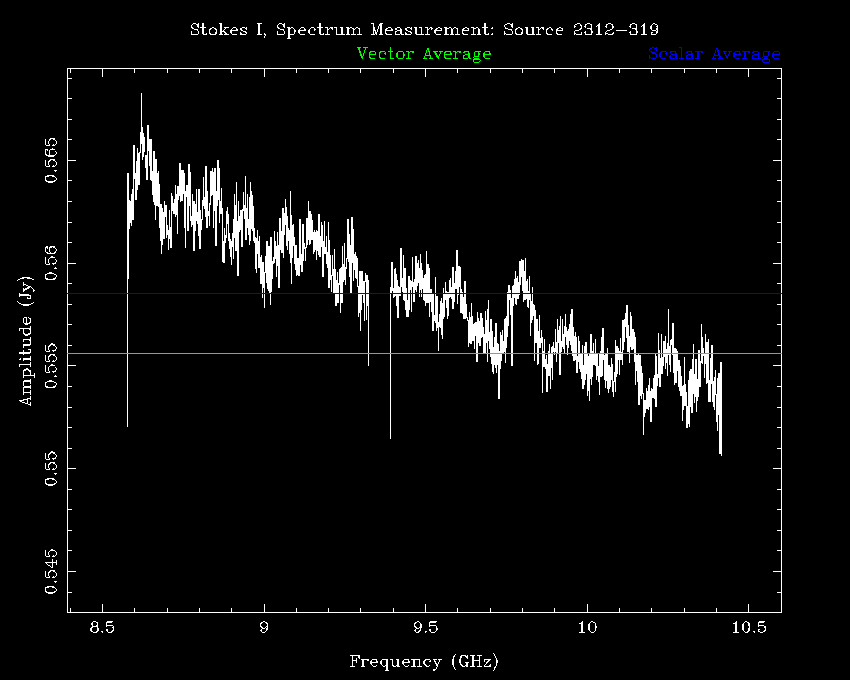 Stokes I, Spectrum Measurement: Source 2312-319
Vector Average Scalar Average
Amplitude (Jy)
0.565
0.56
0.555
0.55
0.545
8.5 9 9.5 10 10.5
Frequency (GHz)